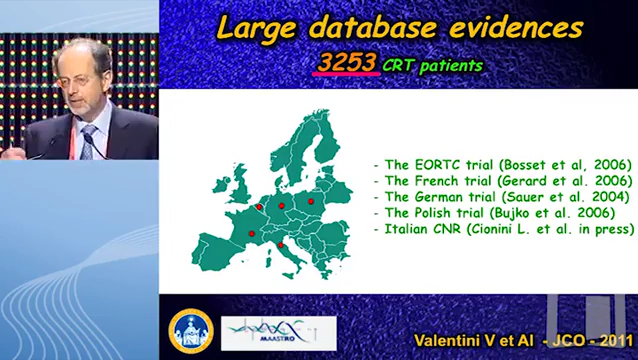 Large database evidences
3253 CRT patients
- The EORTC trial (Bosset et al, 2006)
- The French trial (Gerard et al. 2006)
- The German trial (Sauer et al. 2004)
- The Polish trial (Bujko et al. 2006)
- Italian CNR (Cionini L. et al. in press)
MAASTRO
Valentini V et Al - JCO - 2011